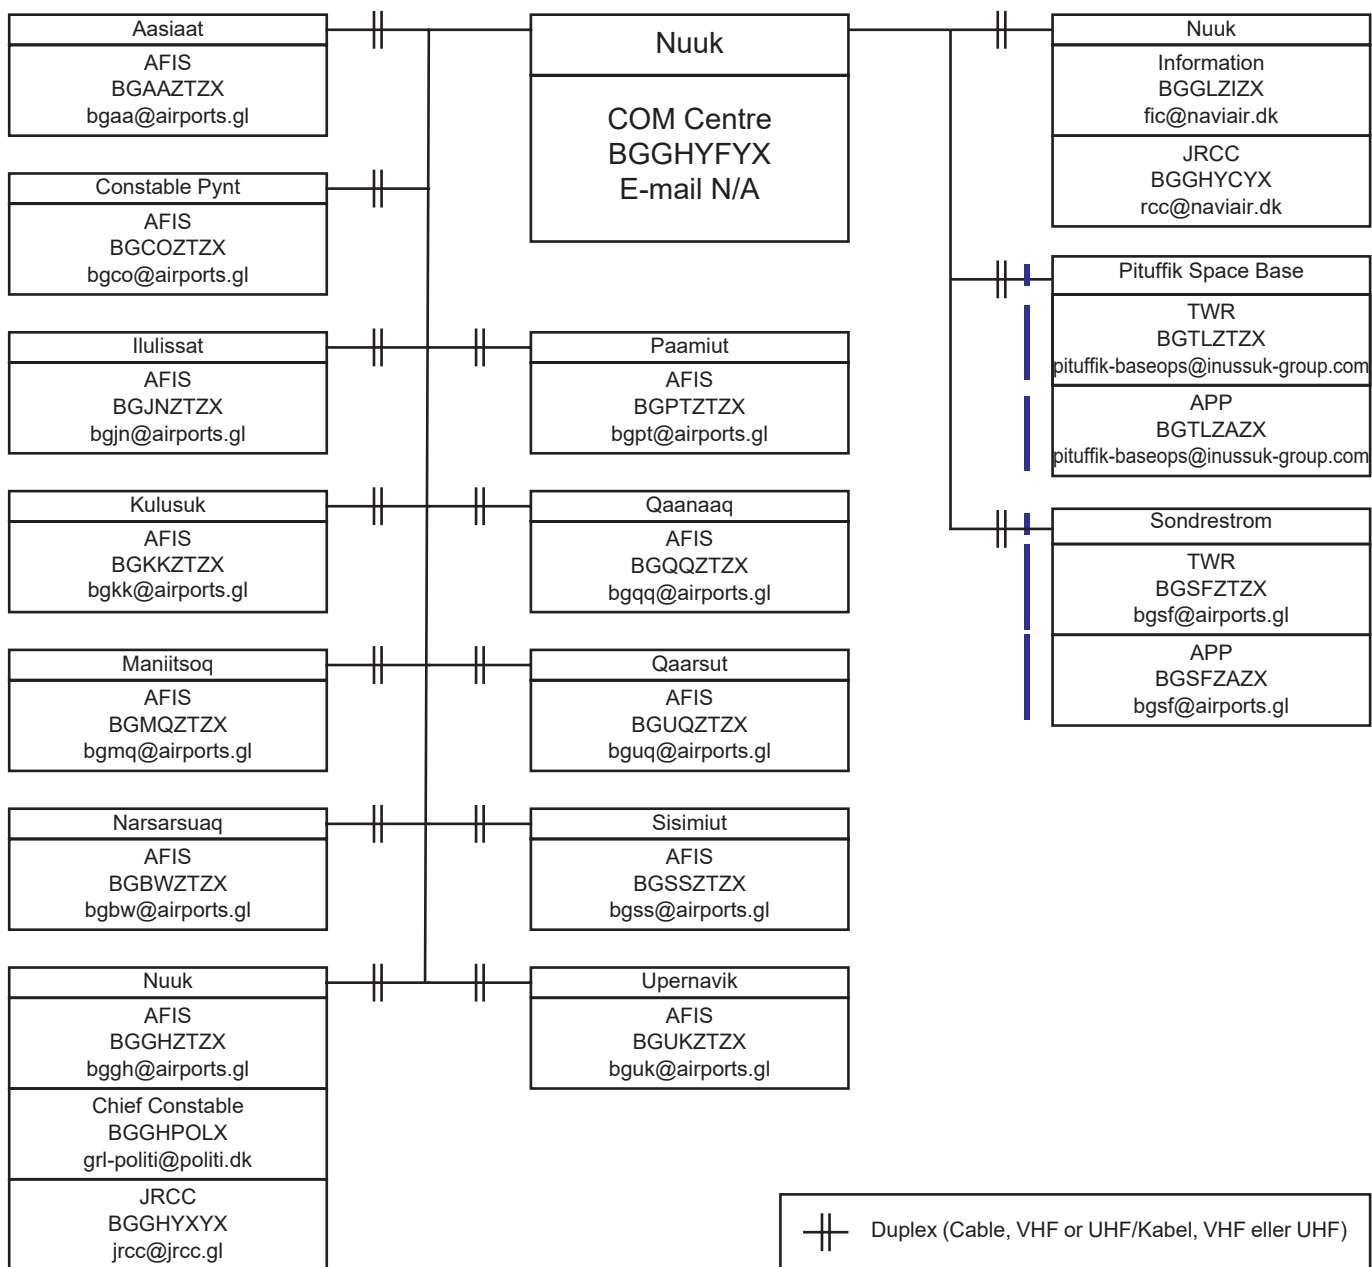 Aasiaat
AFIS
BGAAZTZX
bgaa@airports.gl
Constable Pynt
AFIS
BGCOZTZX
bgco@airports.gl
Ilulissat
AFIS
BGJNZTZX
bgjn@airports.gl
Kulusuk
AFIS
BGKKZTZX
bgkk@airports.gl
Maniitsoq
AFIS
BGMQZTZX
bgmq@airports.gl
Narsarsuaq
AFIS
BGBWZTZX
bgbw@airports.gl
Nuuk
AFIS
BGGHZTZX
bggh@airports.gl
Chief Constable
BGGHPOLX
grl-politi@politi.dk
JRCC
BGGHYXYX
jrcc@jrcc.gl
Nuuk
COM Centre
BGGHYFYX
E-mail N/A
Paamiut
AFIS
BGPTZTZX
bgpt@airports.gl
Qaanaaq
AFIS
BGQQZTZX
bgqq@airports.gl
Qaarsut
AFIS
BGUQZTZX
bguq@airports.gl
Sisimiut
AFIS
BGSSZTZX
bgss@airports.gl
Upernavik
AFIS
BGUKZTZX
bguk@airports.gl
Nuuk
Information
BGGLZIZX
fic@naviair.dk
JRCC
BGGHYCYX
rcc@naviair.dk
Pituffik Space Base
TWR
BGTLZTZX
pituffik-baseops@inussuk-group.com
APP
BGTLZAZX
pituffik-baseops@inussuk-group.com
Sondrestrom
TWR
BGSFZTZX
bgsf@airports.gl
APP
BGSFZAZX
bgsf@airports.gl
Duplex (Cable, VHF or UHF/Kabel, VHF eller UHF)